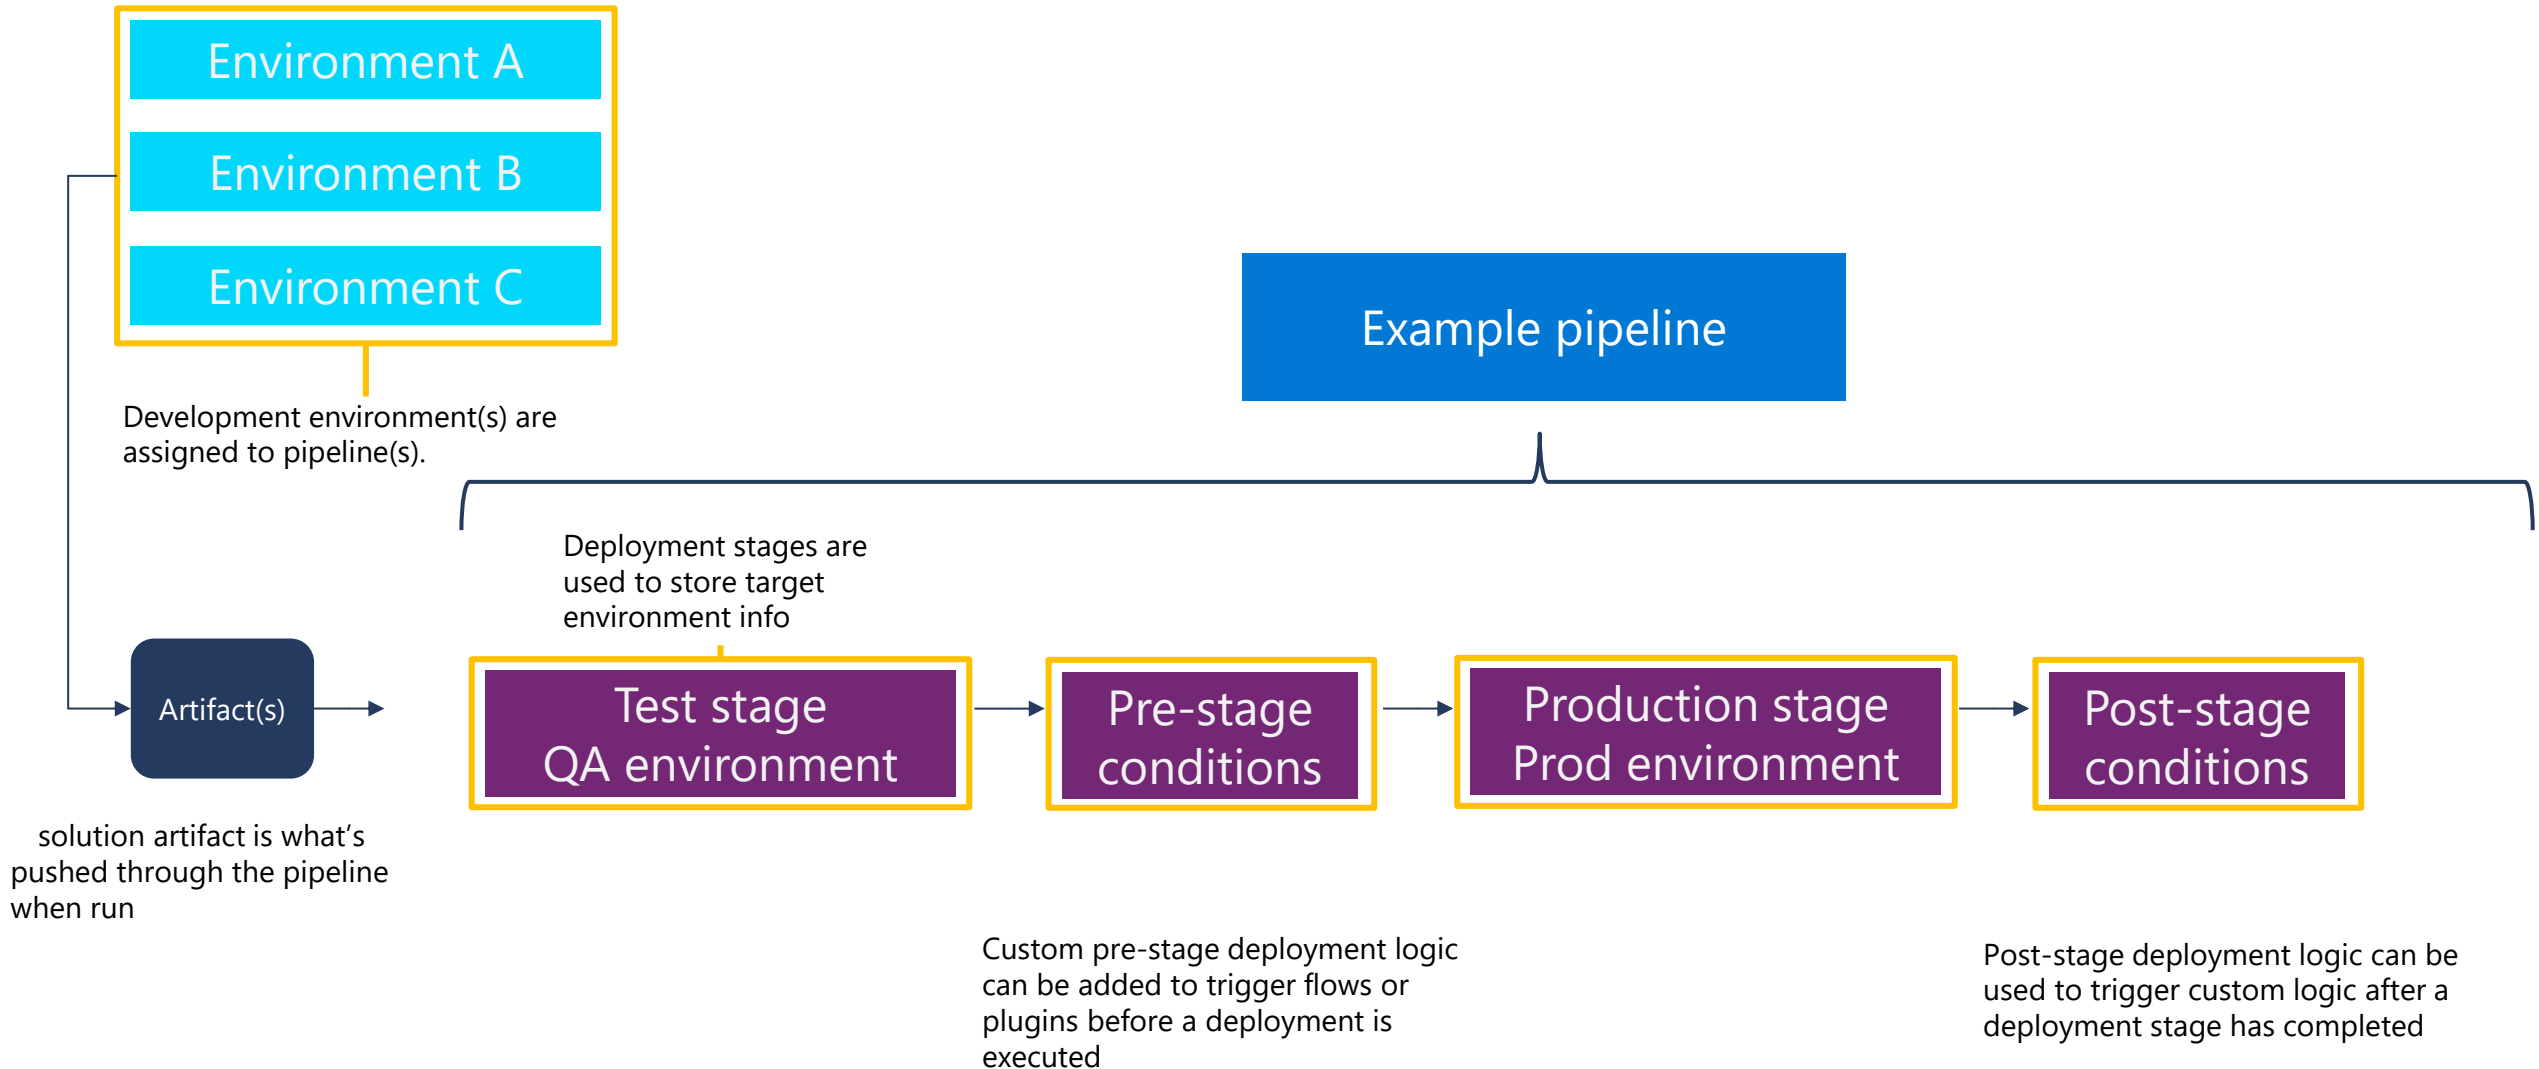 Environment A
Environment B
Environment C
Development environment(s) are
assigned to pipeline(s).
Example pipeline
Deployment stages are
used to store target
environment info
Artifact(s)
Test stage
QA environment
Pre-stage
conditions
Production stage
Prod environment
Post-stage
conditions
solution artifact is what’s
pushed through the pipeline
when run
Custom pre-stage deployment logic
can be added to trigger flows or
plugins before a deployment is
executed
Post-stage deployment logic can be
used to trigger custom logic after a
deployment stage has completed